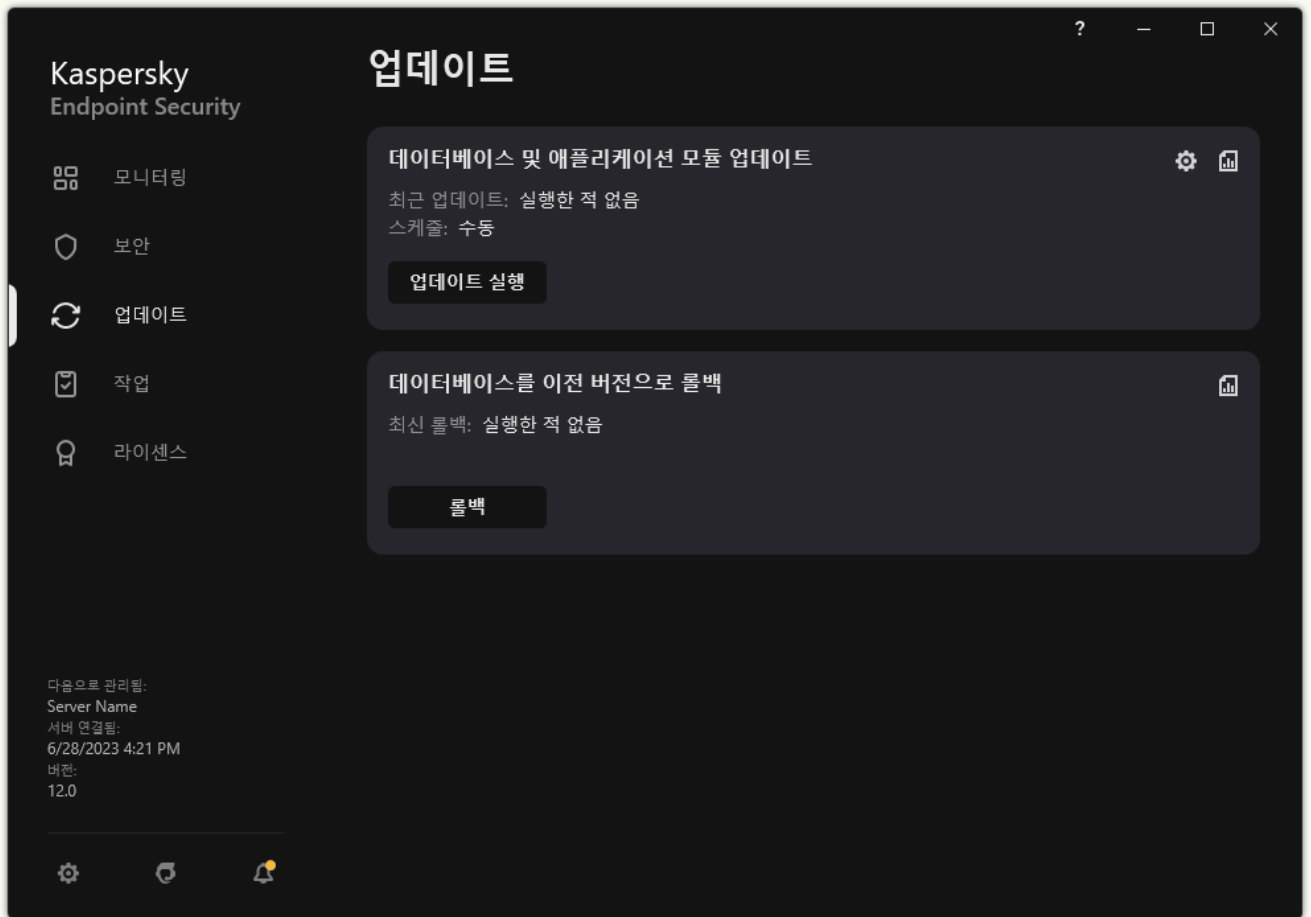 ?
Kaspersky
Endpoint Security
모니터링
보안
업데이트
작업
라이센스
다음으로 관리됨:
Server Name
서버 연결됨:
6/28/2023 4:21 PM
버전:
12.0
업데이트
데이터베이스 및 애플리케이션 모듈 업데이트
최근 업데이트: 실행한 적 없음
스케줄: 수동
업데이트 실행
데이터베이스를 이전 버전으로 롤백
최신 롤백: 실행한 적 없음
롤백